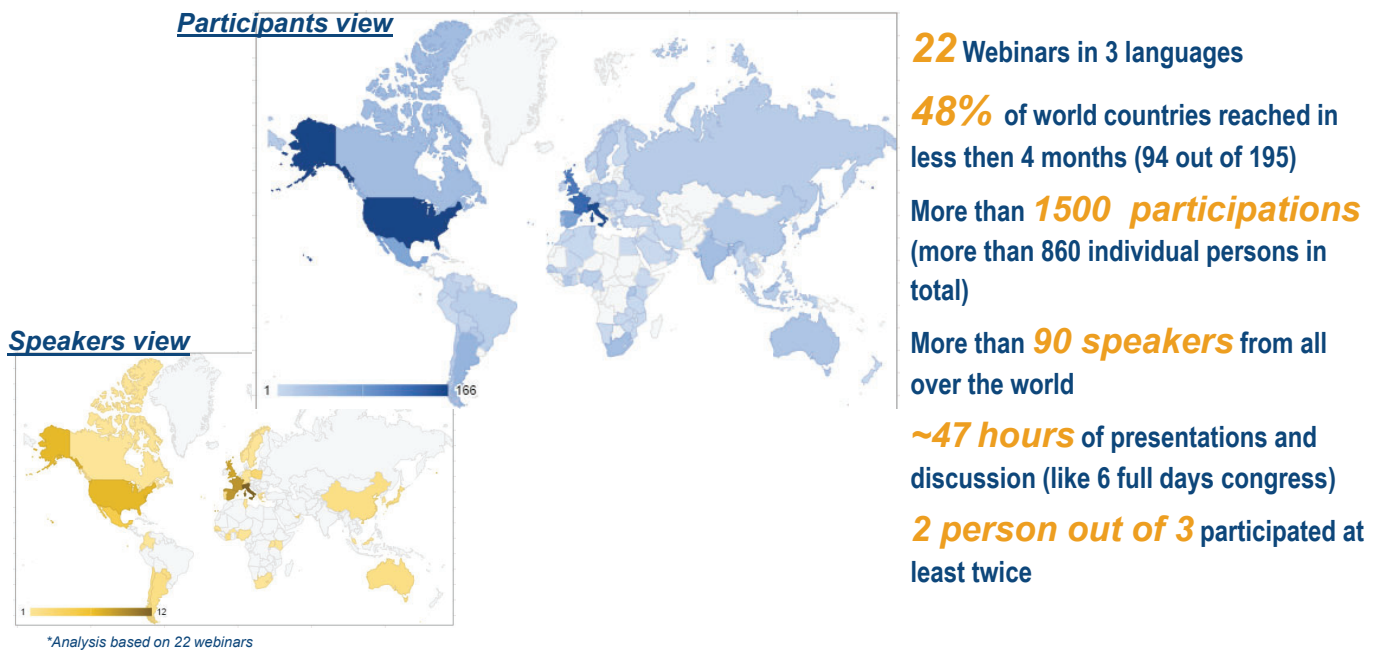 Participants view
1
166
Speakers view
1
12
*Analysis based on 22 webinars
22 Webinars in 3 languages
48% of world countries reached in
less then 4 months (94 out of 195)
More than 1500 participations
(more than 860 individual persons in
total)
More than 90 speakers from all
over the world
~47 hours of presentations and
discussion (like 6 full days congress)
2 person out of 3 participated at
least twice